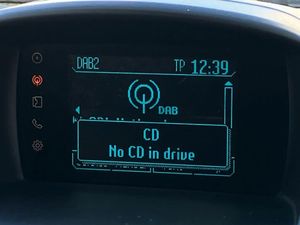 DAB2 TP 12:39
DAB
CD
No CD in drive